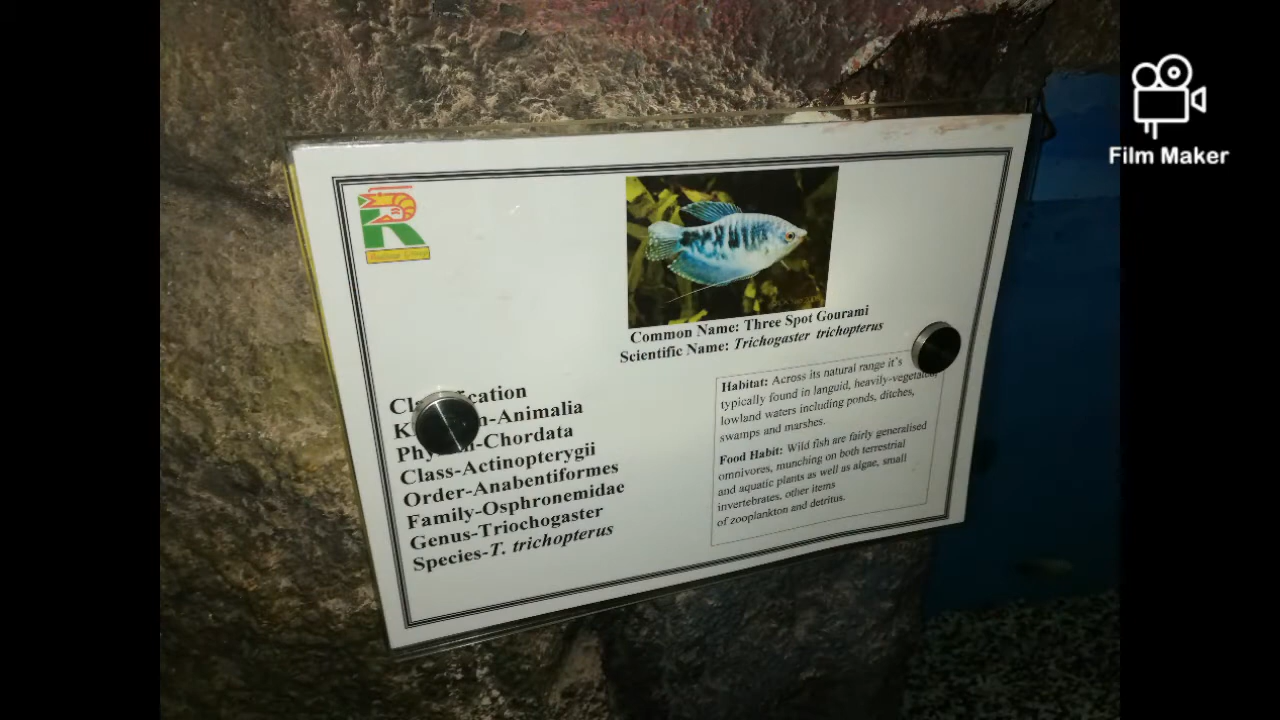 Film Maker
Common Name: Three Spot Gourami
Scientific Name: Trichogaster trichopterus
Classification
-Animalia
-Chordata
Class-Actinopterygii
Order-Anabentiformes
Family-Osphronemidae
Genus-Triochogaster
Species-T. trichopterus
Habitat: Across its natural range it's
typically found in languid, heavily-vegetated,
lowland waters including ponds, ditches,
swamps and marshes.
Food Habit: Wild fish are fairly generalised
omnivores, munching on both terrestrial
and aquatic plants as well as algae, small
invertebrates, other items
of zooplankton and detritus.